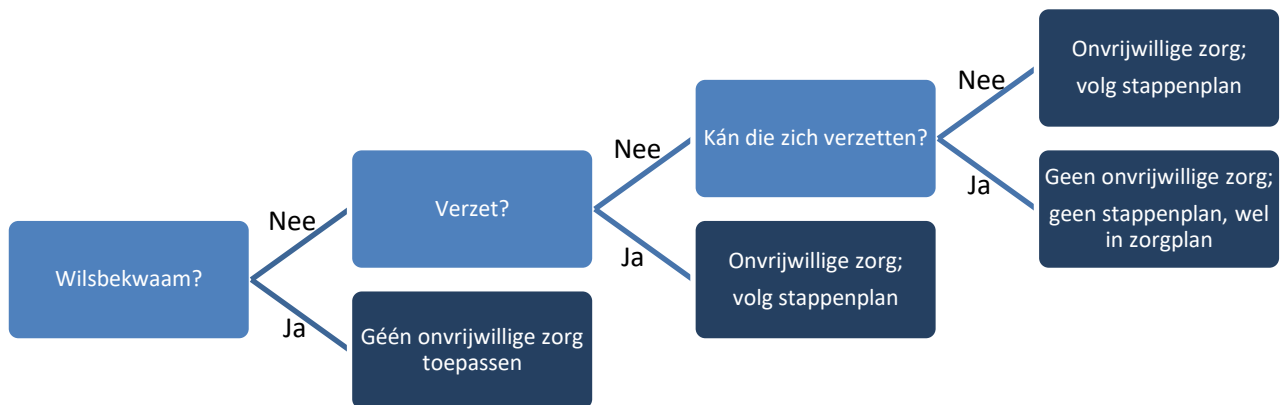 Wilsbekwaam?
Nee
Ja
Verzet?
Géén onvrijwillige zorg
toepassen
Nee
Ja
Kán die zich verzetten?
Onvrijwillige zorg;
volg stappenplan
Nee
Ja
Onvrijwillige zorg;
volg stappenplan
Geen onvrijwillige zorg;
geen stappenplan, wel
in zorgplan